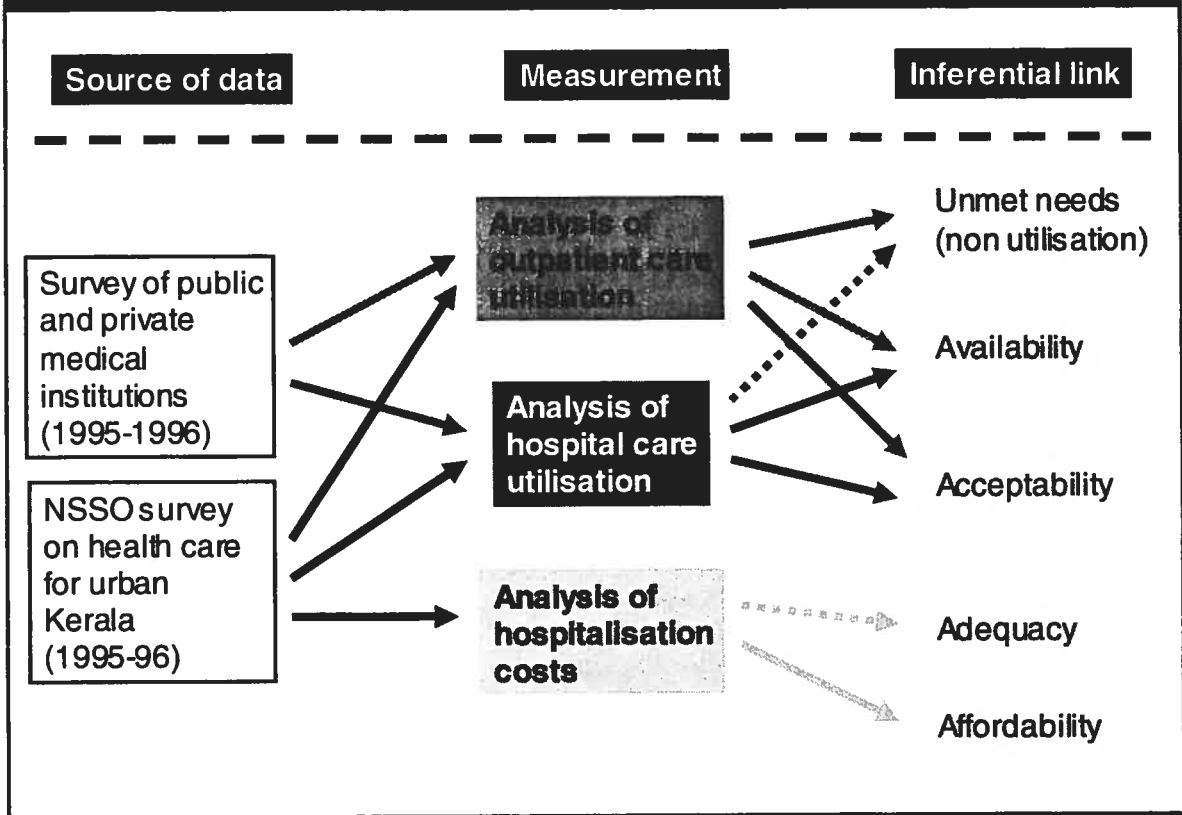 Source of data
Measurement
Inferential link
Survey of public
and private
medical
institutions
(1995-1996)
NSSO survey
on health care
for urban
Kerala
(1995-96)
Analysis of
outpatient care
utilisation
Analysis of
hospital care
utilisation
Analysis of
hospitalisation
costs
Unmet needs
(non utilisation)
Availability
Acceptability
Adequacy
Affordability